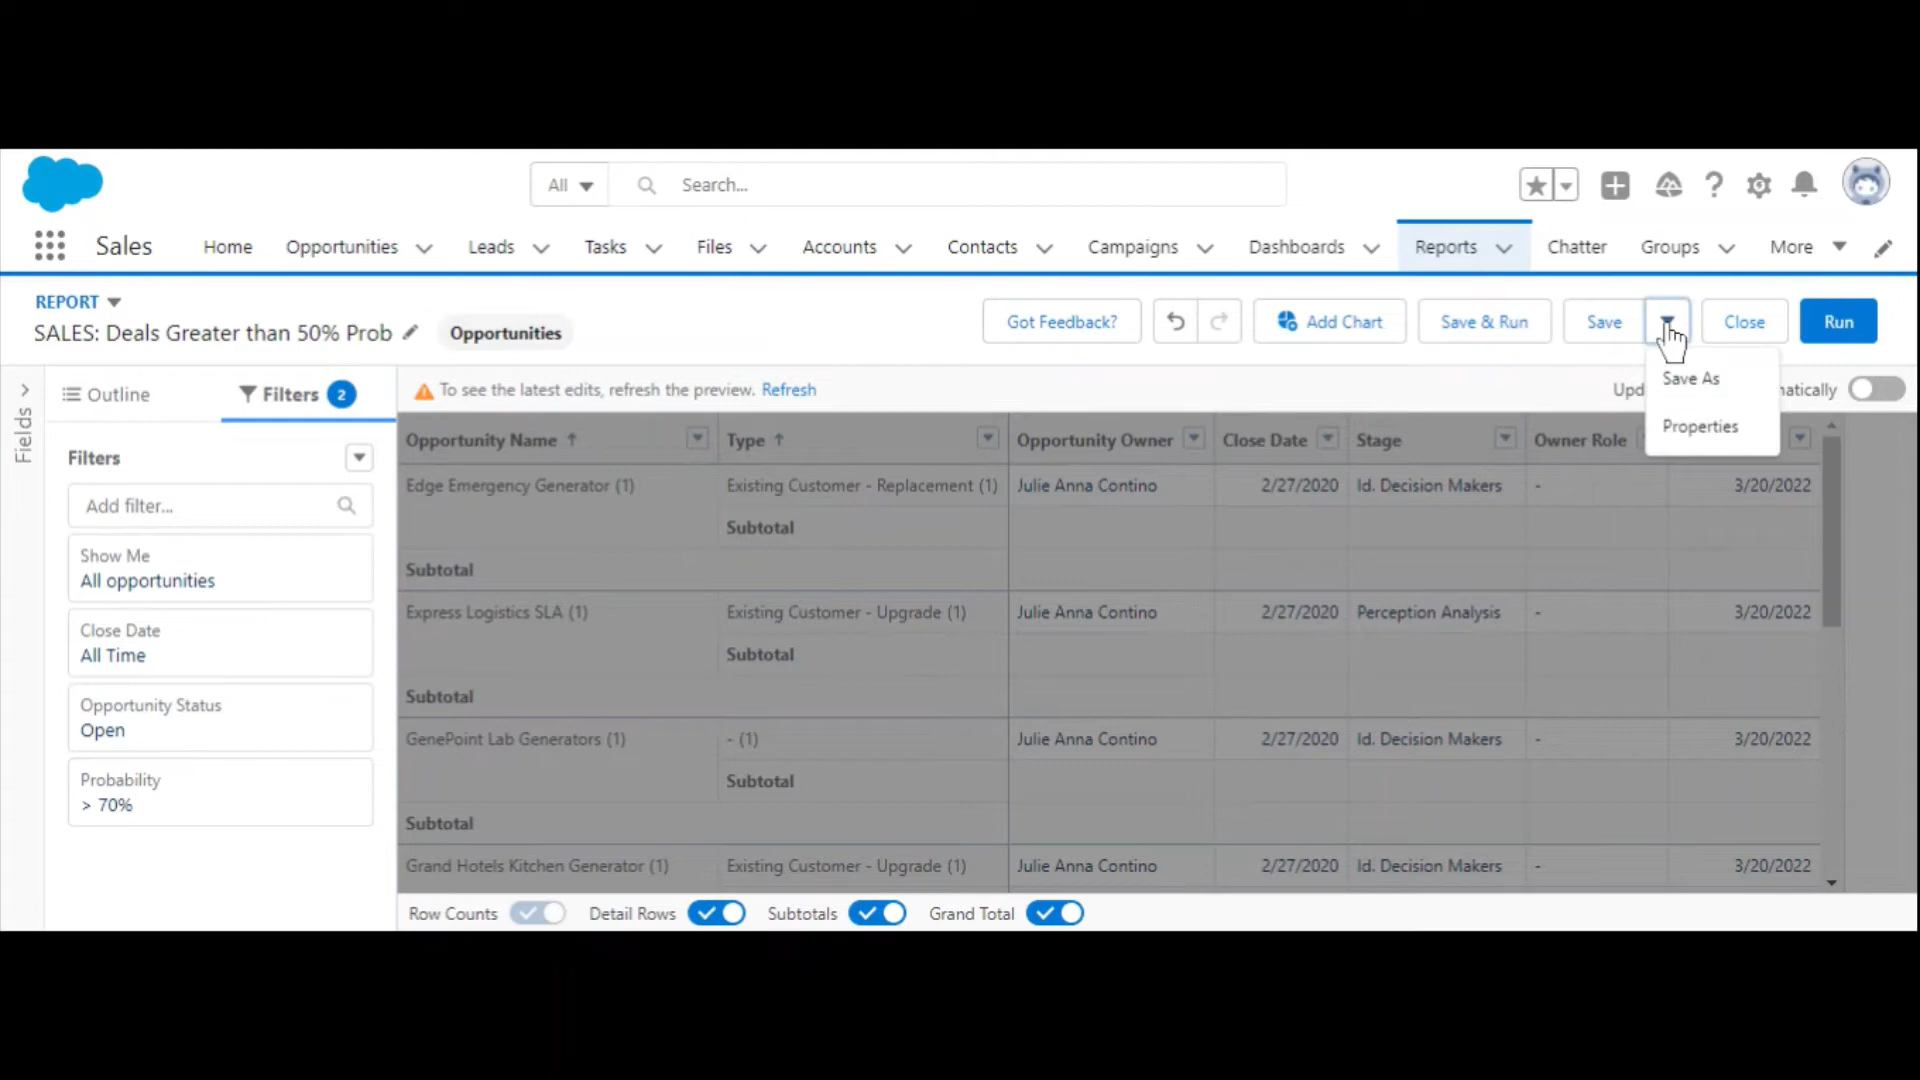 All
Search...
Sales
Home
Opportunities
Leads
Tasks
Files
Accounts
Contacts
Campaigns
Dashboards
Reports
Chatter
Groups
More
REPORT
SALES: Deals Greater than 50% Prob
Opportunities
Got Feedback?
Add Chart
Save & Run
Save
Close
Run
Save As
Properties
Fields
Outline
Filters 2
To see the latest edits, refresh the preview. Refresh
Filters
Add filter...
Show Me
All opportunities
Close Date
All Time
Opportunity Status
Open
Probability
> 70%
Opportunity Name ↑ Type ↑ Opportunity Owner Close Date Stage Owner Role
Edge Emergency Generator (1) Existing Customer - Replacement (1) Julie Anna Contino 2/27/2020 Id. Decision Makers - 3/20/2022
Subtotal
Subtotal
Express Logistics SLA (1) Existing Customer - Upgrade (1) Julie Anna Contino 2/27/2020 Perception Analysis - 3/20/2022
Subtotal
Subtotal
GenePoint Lab Generators (1) - (1) Julie Anna Contino 2/27/2020 Id. Decision Makers - 3/20/2022
Subtotal
Subtotal
Grand Hotels Kitchen Generator (1) Existing Customer - Upgrade (1) Julie Anna Contino 2/27/2020 Id. Decision Makers - 3/20/2022
Row Counts Detail Rows Subtotals Grand Total